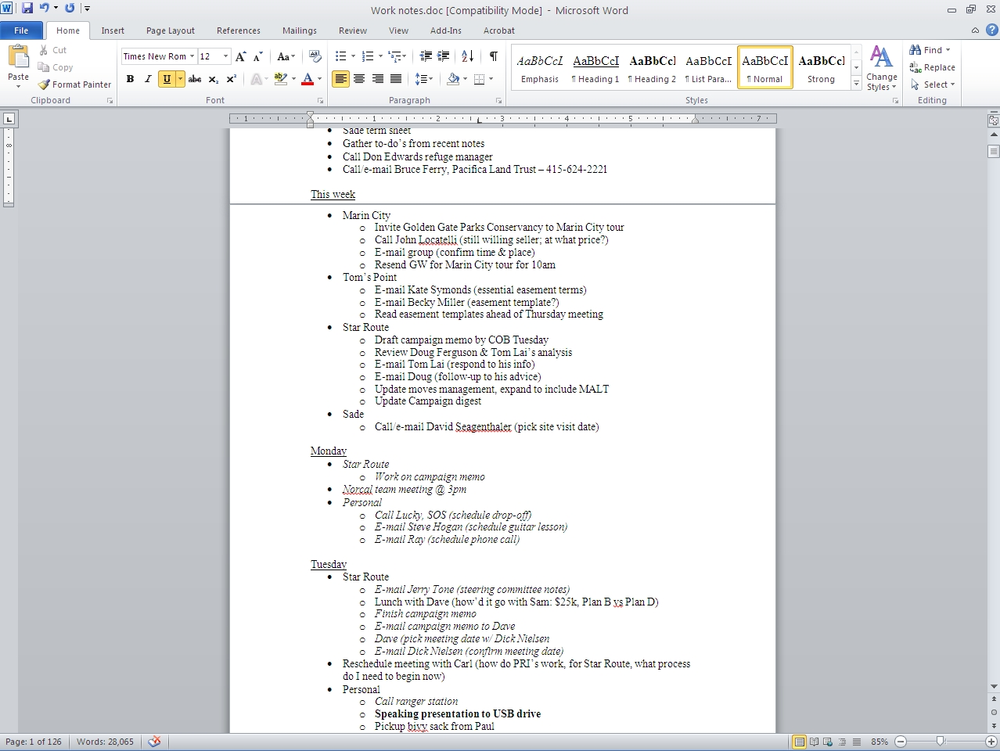 Work notes.doc [Compatibility Mode] - Microsoft Word
File Home Insert Page Layout References Mailings Review View Add-Ins Acrobat
Cut
Copy
Format Painter
Paste
Clipboard
Times New Rom 12
Aa
B I U abc x₂ x² A ab A
Font
Paragraph
AaBbCcI AaBbCcI AaBbCcI AaBbCcI AaBbCcI AaBbCcI
Emphasis ¶ Heading 1 ¶ Heading 2 ¶ List Para... ¶ Normal Strong
Change
Styles
Styles
Find
Replace
Select
Editing
1 1 2 3 4 5 7
• Sade term sheet
• Gather to-do’s from recent notes
• Call Don Edwards refuge manager
• Call/e-mail Bruce Ferry, Pacifica Land Trust – 415-624-2221
This week
• Marin City
o Invite Golden Gate Parks Conservancy to Marin City tour
o Call John Locatelli (still willing seller; at what price?)
o E-mail group (confirm time & place)
o Resend GW for Marin City tour for 10am
• Tom’s Point
o E-mail Kate Symonds (essential easement terms)
o E-mail Becky Miller (easement template?)
o Read easement templates ahead of Thursday meeting
• Star Route
o Draft campaign memo by COB Tuesday
o Review Doug Ferguson & Tom Lai’s analysis
o E-mail Tom Lai (respond to his info)
o E-mail Doug (follow-up to his advice)
o Update moves management, expand to include MALT
o Update Campaign digest
• Sade
o Call/e-mail David Seagenthaler (pick site visit date)
Monday
• Star Route
o Work on campaign memo
• Norcal team meeting @ 3pm
• Personal
o Call Lucky, SOS (schedule drop-off)
o E-mail Steve Hogan (schedule guitar lesson)
o E-mail Ray (schedule phone call)
Tuesday
• Star Route
o E-mail Jerry Tone (steering committee notes)
o Lunch with Dave (how’d it go with Sam: $25k, Plan B vs Plan D)
o Finish campaign memo
o E-mail campaign memo to Dave
o Dave (pick meeting date w/ Dick Nielsen
o E-mail Dick Nielsen (confirm meeting date)
• Reschedule meeting with Carl (how do PRI’s work, for Star Route, what process
do I need to begin now)
• Personal
o Call ranger station
o Speaking presentation to USB drive
o Pickup bivy sack from Paul
Page: 1 of 126 Words: 28,065 85%